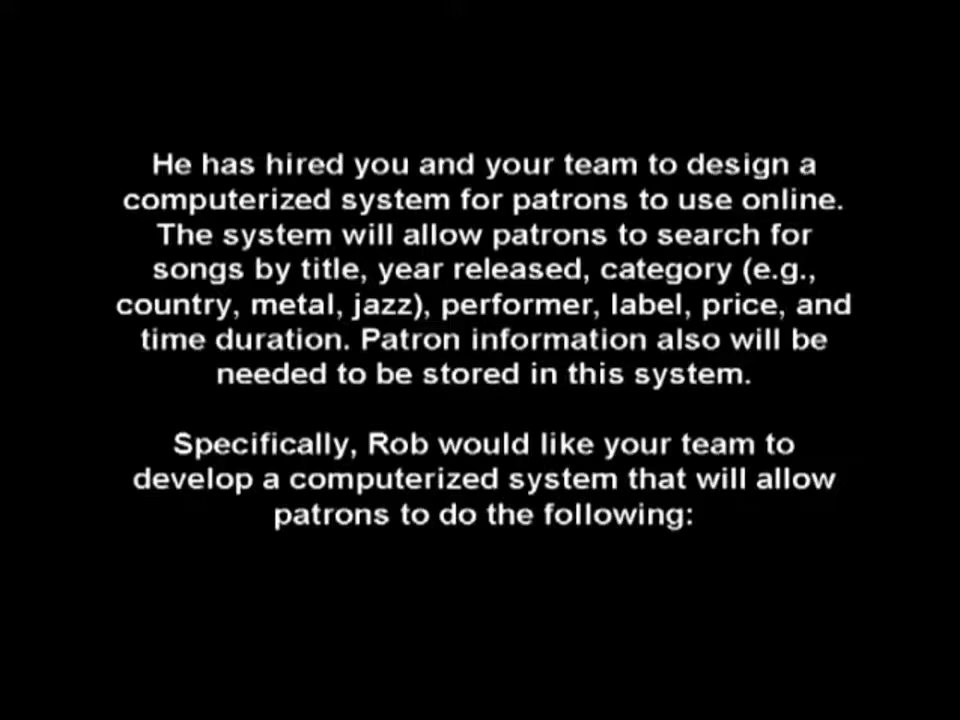 He has hired you and your team to design a
computerized system for patrons to use online.
The system will allow patrons to search for
songs by title, year released, category (e.g.,
country, metal, jazz), performer, label, price, and
time duration. Patron information also will be
needed to be stored in this system.
Specifically, Rob would like your team to
develop a computerized system that will allow
patrons to do the following: